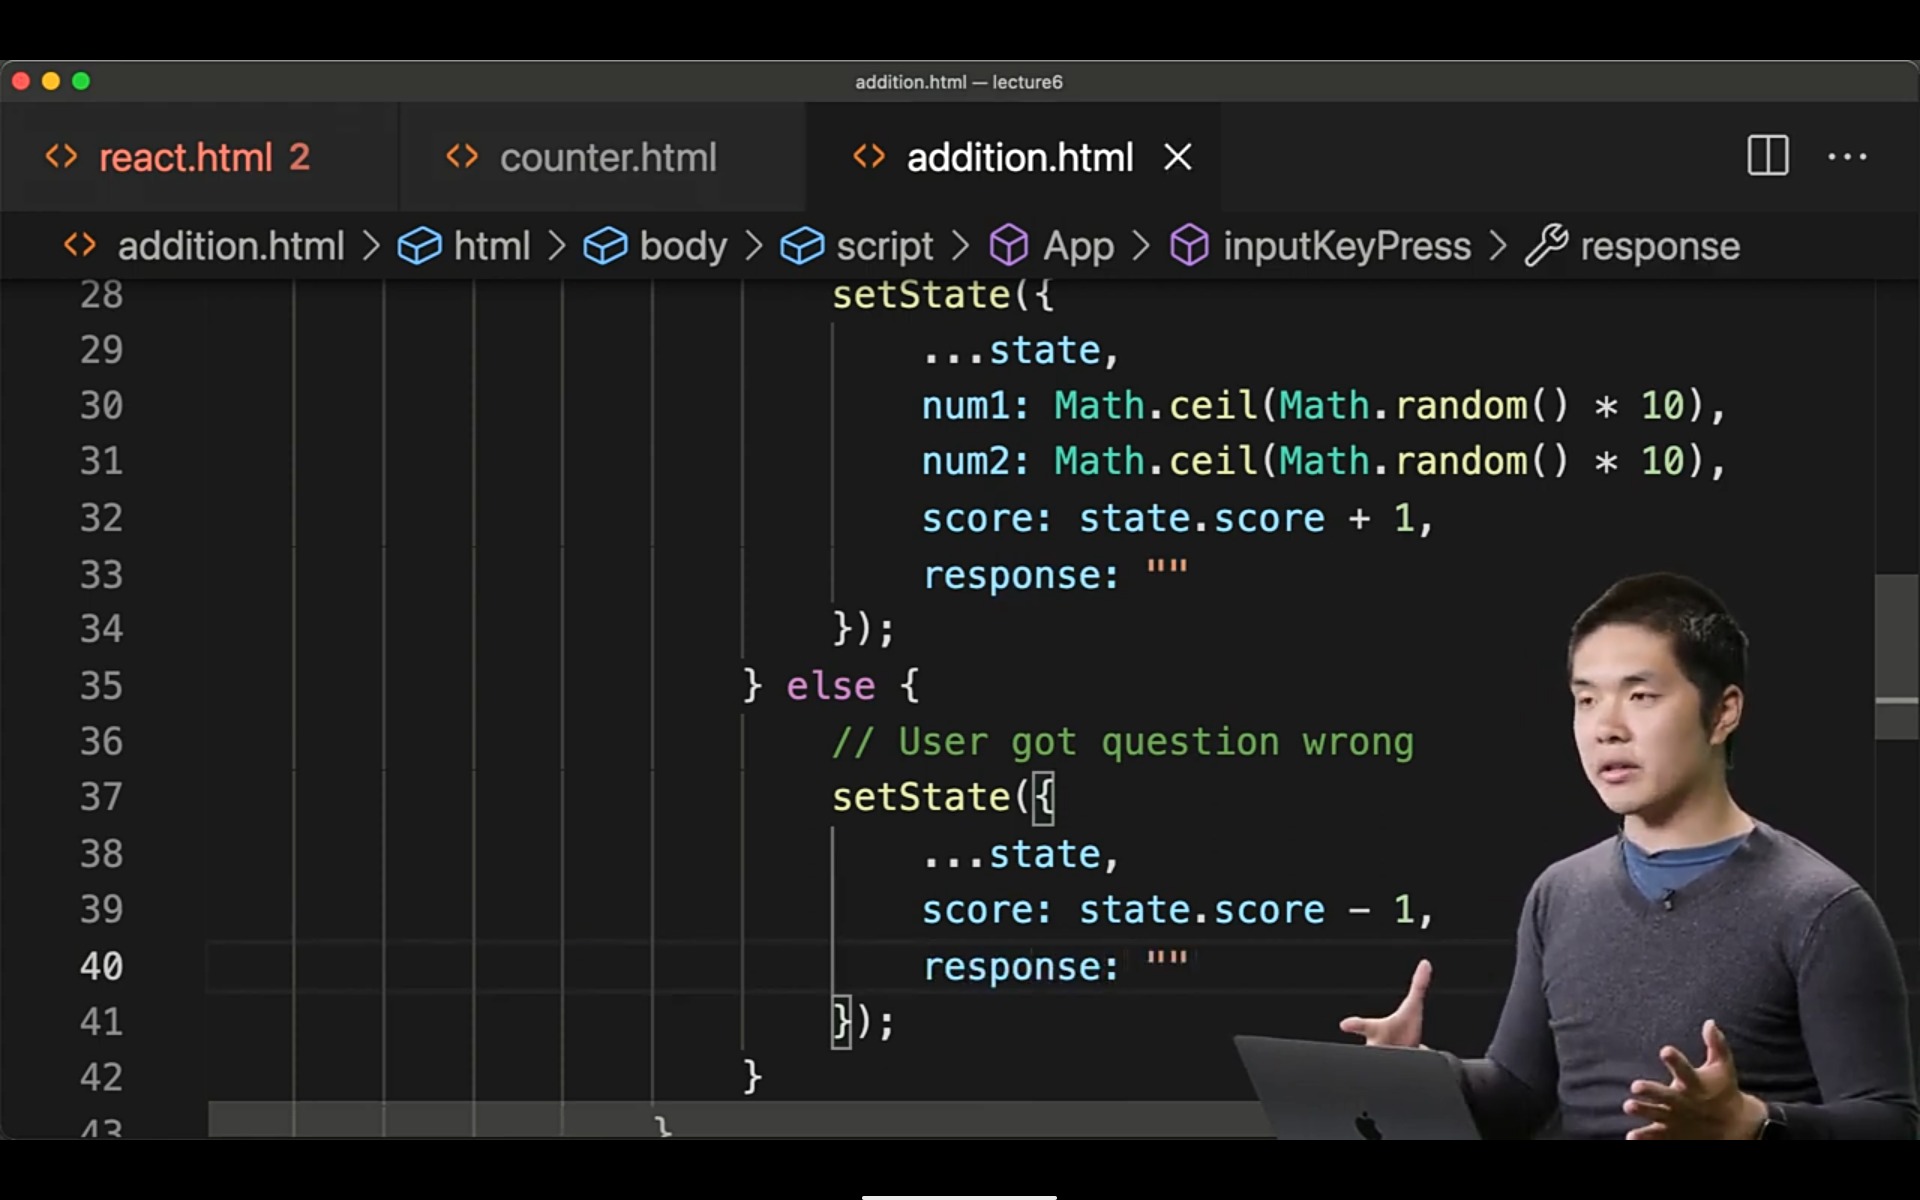 addition.html — lecture6
react.html 2 counter.html addition.html
addition.html > html > body > script > App > inputKeyPress > response
28 setState({
29 ...state,
30 num1: Math.ceil(Math.random() * 10),
31 num2: Math.ceil(Math.random() * 10),
32 score: state.score + 1,
33 response: ""
34 });
35 } else {
36 // User got question wrong
37 setState({
38 ...state,
39 score: state.score - 1,
40 response: ""
41 });
42 }
43 }